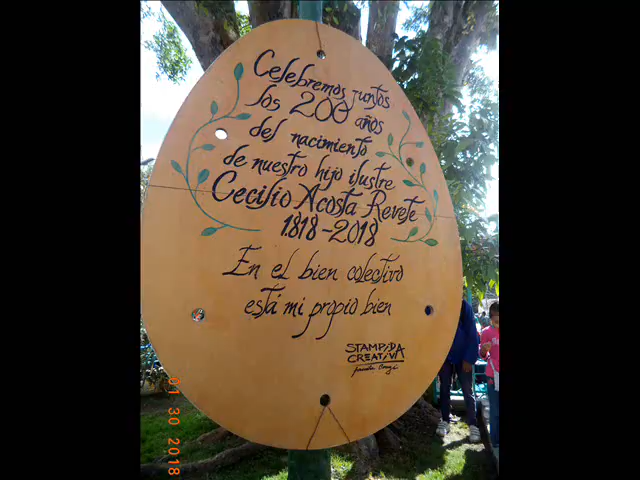 Celebremos juntos
los 200 años
del nacimiento
de nuestro hijo ilustre
Cecilio Acosta Revete
1818-2018
En el bien colectivo
está mi propio bien
STAMPIDA
CREATIVA
01 30 2018